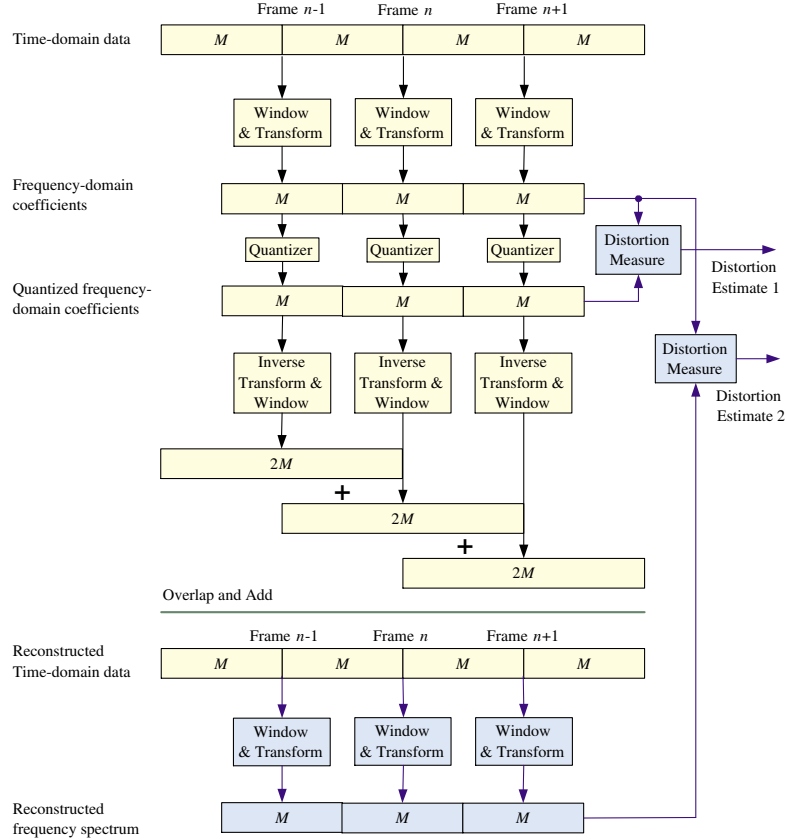 Frame n-1 Frame n Frame n+1
Time-domain data
M M M M
Window & Transform
Window & Transform
Window & Transform
Frequency-domain
coefficients
M M M
Quantizer Quantizer Quantizer
Distortion
Measure
Distortion
Estimate 1
Quantized frequency-
domain coefficients
M M M
Inverse
Transform &
Window
Inverse
Transform &
Window
Inverse
Transform &
Window
Distortion
Measure
Distortion
Estimate 2
2M
+
2M
+
2M
Overlap and Add
Frame n-1 Frame n Frame n+1
Reconstructed
Time-domain data
M M M M
Window
& Transform
Window
& Transform
Window
& Transform
Reconstructed
frequency spectrum
M M M